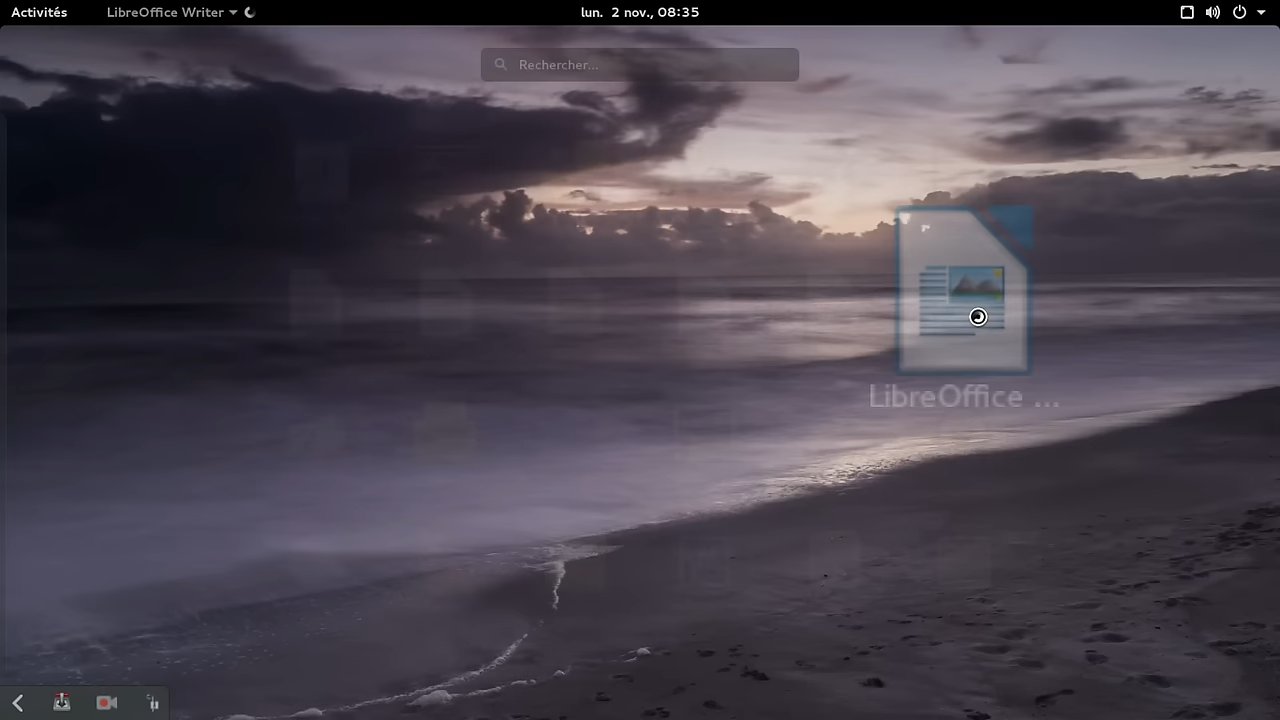 Activités
LibreOffice Writer
lun. 2 nov., 08:35
Rechercher...
LibreOffice ...